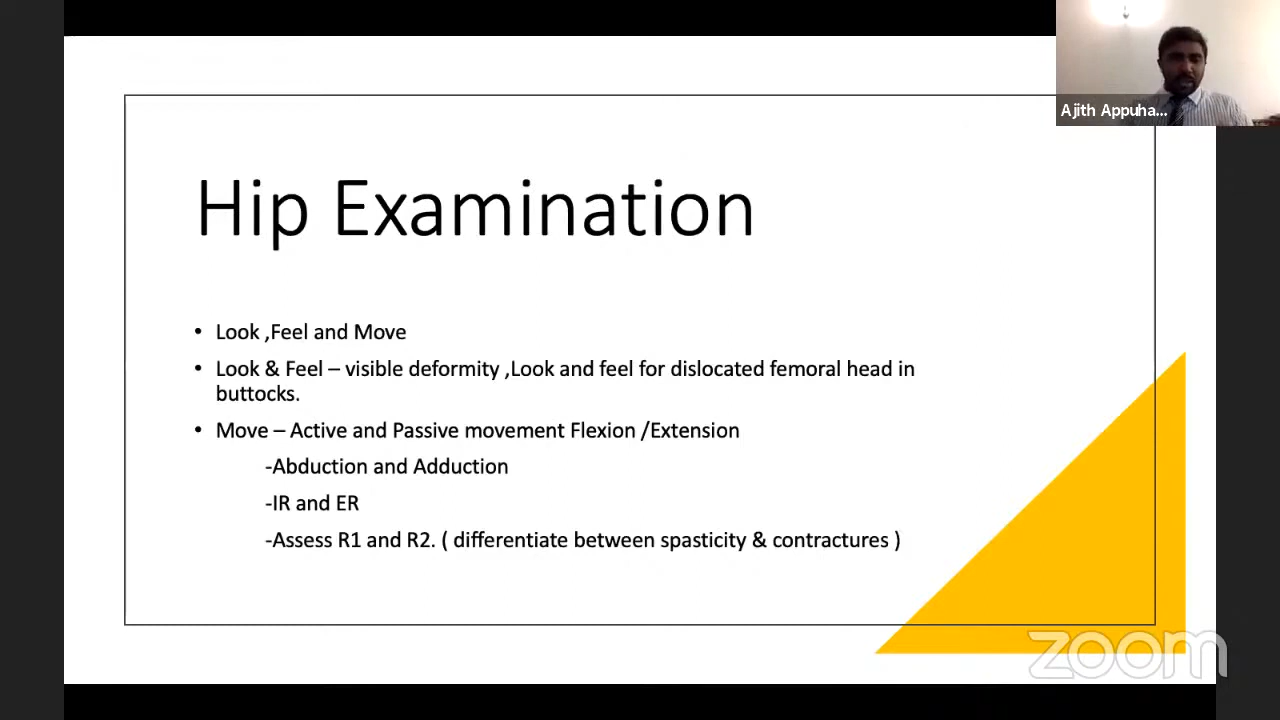 Ajith Appuha...
Hip Examination
• Look ,Feel and Move
• Look & Feel – visible deformity ,Look and feel for dislocated femoral head in
buttocks.
• Move – Active and Passive movement Flexion /Extension
-Abduction and Adduction
-IR and ER
-Assess R1 and R2. ( differentiate between spasticity & contractures )
zoom